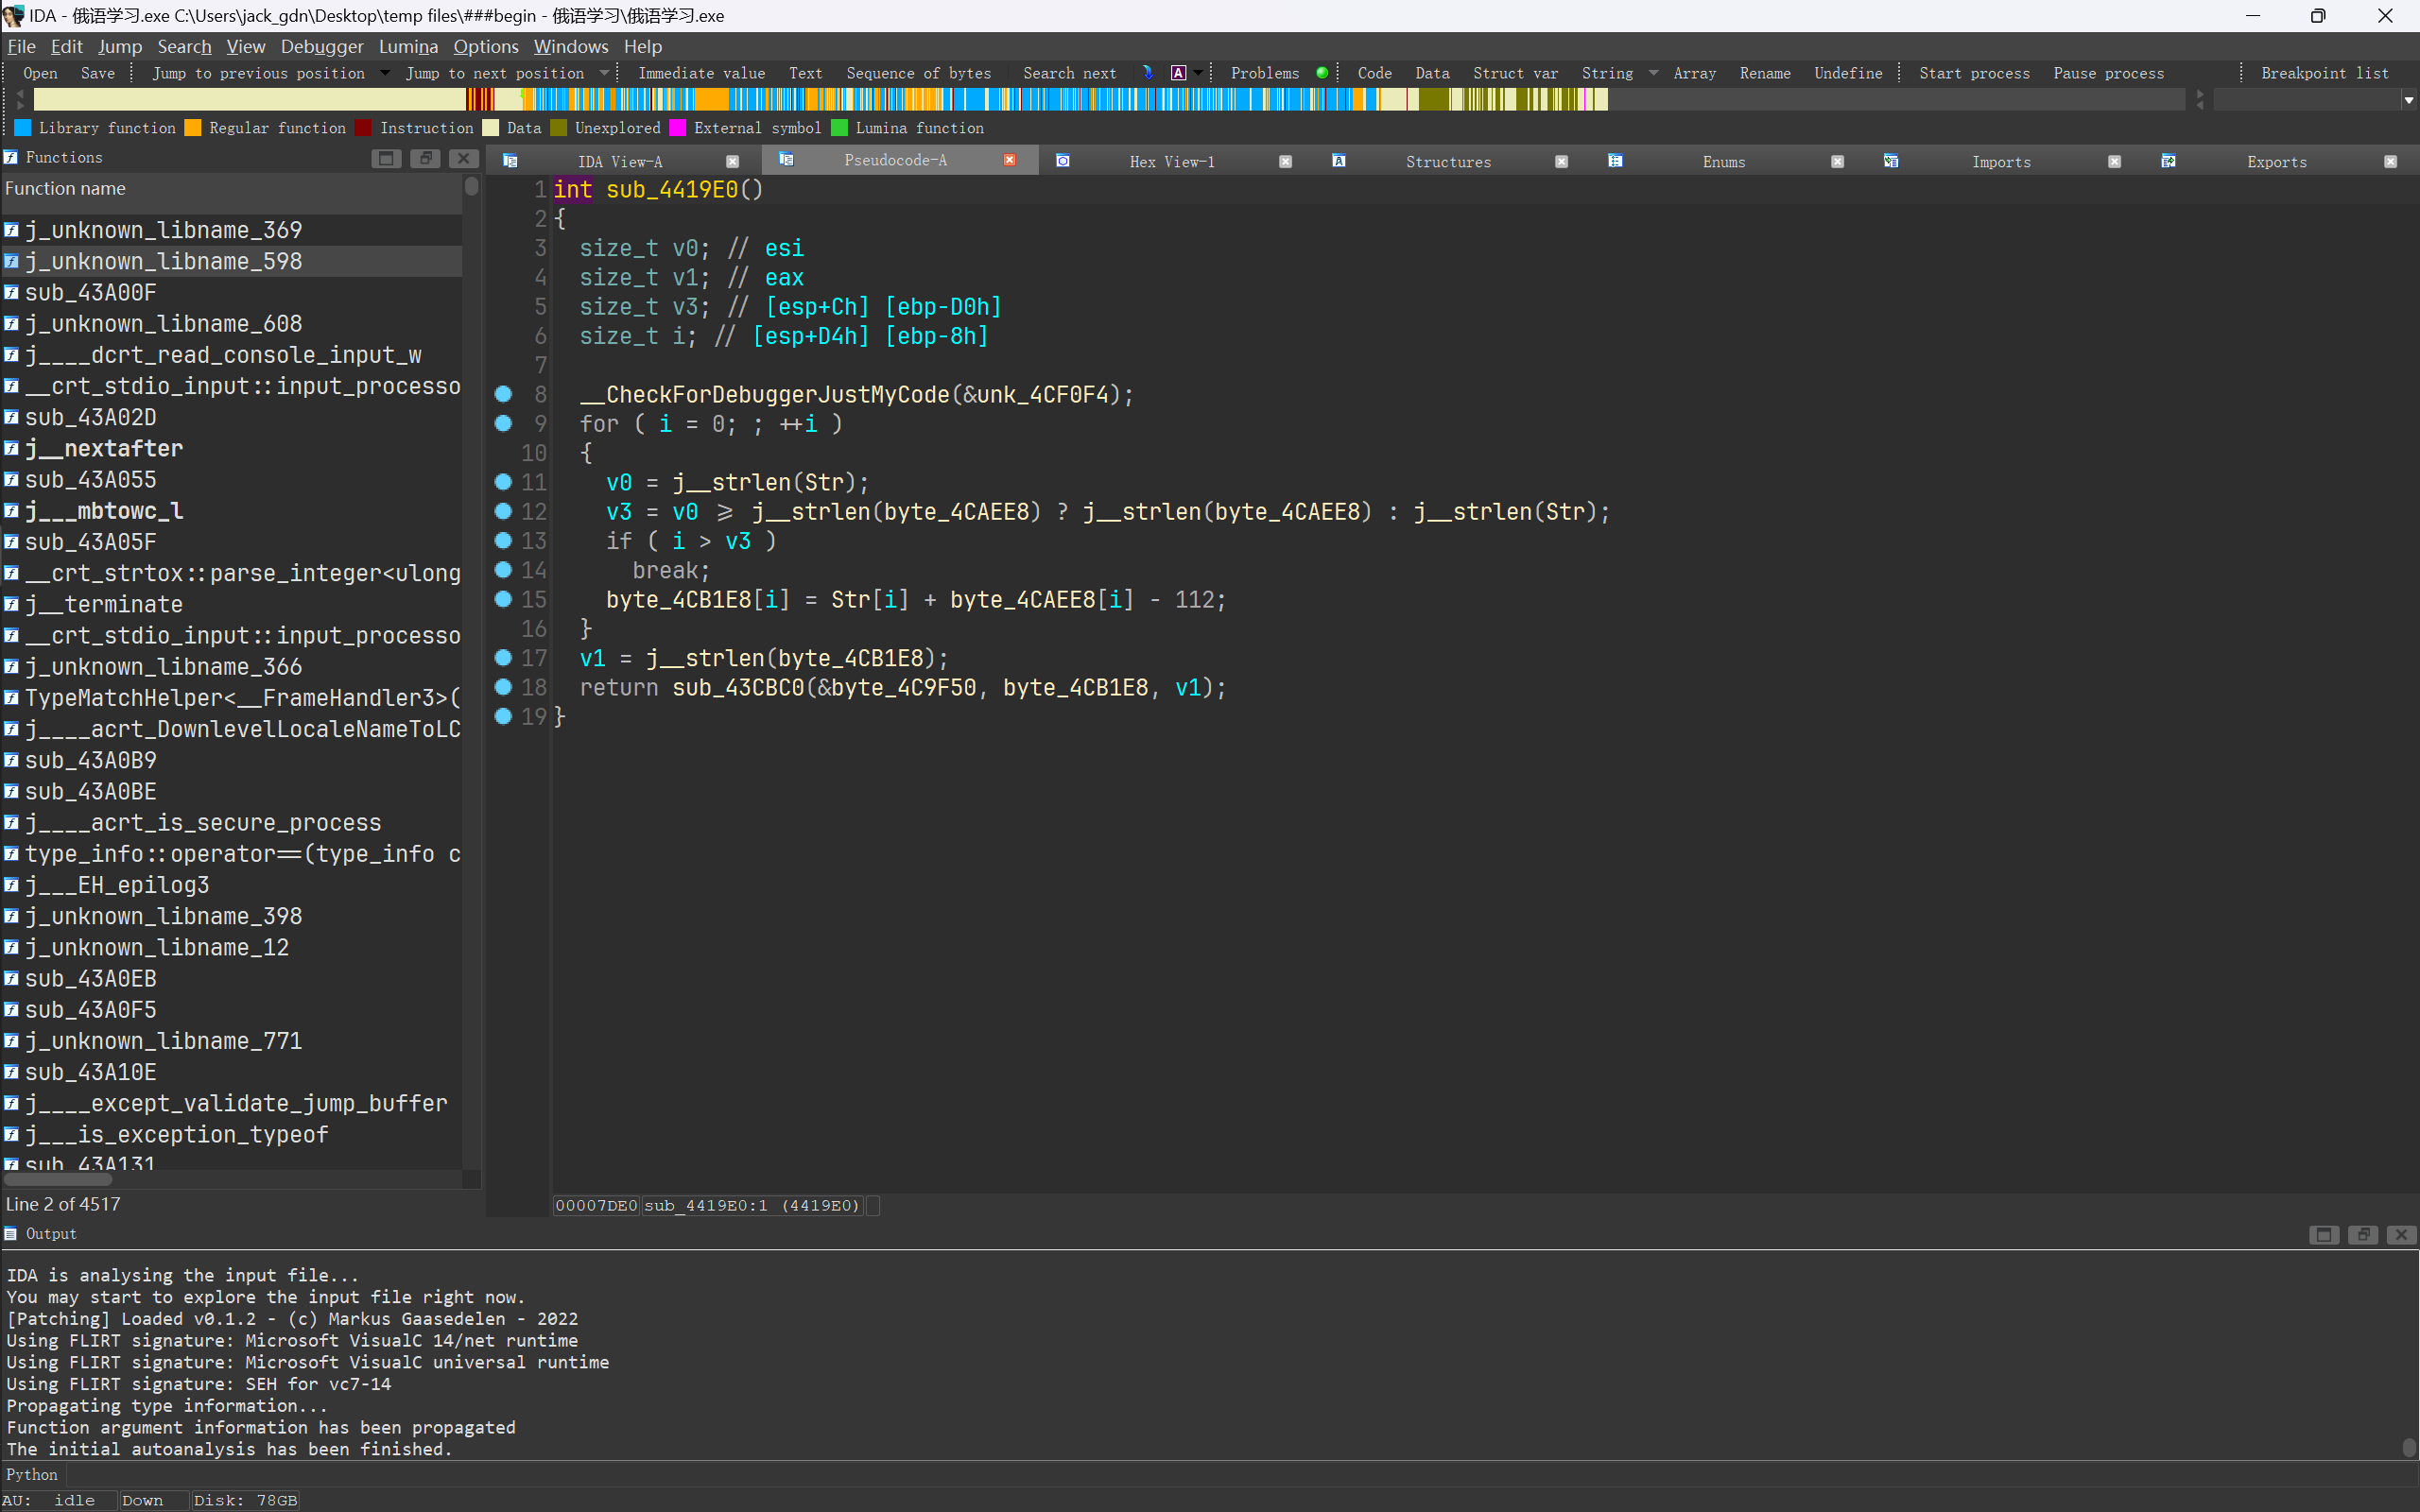 IDA - 俄语学习.exe C:\Users\jack_gdn\Desktop\temp files\###begin - 俄语学习\俄语学习.exe
File Edit Jump Search View Debugger Lumina Options Windows Help
Open Save Jump to previous position Jump to next position Immediate value Text Sequence of bytes Search next A Problems Code Data Struct var String Array Rename Undefine Start process Pause process Breakpoint list
Library function Regular function Instruction Data Unexplored External symbol Lumina function
Functions
IDA View-A Pseudocode-A Hex View-1 Structures Enums Imports Exports
Function name
j_unknown_libname_369
j_unknown_libname_598
sub_43A00F
j_unknown_libname_608
j____dcrt_read_console_input_w
__crt_stdio_input::input_processo
sub_43A02D
j__nextafter
sub_43A055
j___mbtowc_l
sub_43A05F
__crt_strtox::parse_integer<ulong
j__terminate
__crt_stdio_input::input_processo
j_unknown_libname_366
TypeMatchHelper<__FrameHandler3>(
j____acrt_DownlevelLocaleNameToLC
sub_43A0B9
sub_43A0BE
j____acrt_is_secure_process
type_info::operator==(type_info c
j___EH_epilog3
j_unknown_libname_398
j_unknown_libname_12
sub_43A0EB
sub_43A0F5
j_unknown_libname_771
sub_43A10E
j____except_validate_jump_buffer
j___is_exception_typeof
sub_43A131
Line 2 of 4517
1 int sub_4419E0()
2 {
3 size_t v0; // esi
4 size_t v1; // eax
5 size_t v3; // [esp+Ch] [ebp-D0h]
6 size_t i; // [esp+D4h] [ebp-8h]
7
8 __CheckForDebuggerJustMyCode(&unk_4CF0F4);
9 for ( i = 0; ; ++i )
10 {
11 v0 = j__strlen(Str);
12 v3 = v0 >= j__strlen(byte_4CAEE8) ? j__strlen(byte_4CAEE8) : j__strlen(Str);
13 if ( i > v3 )
14 break;
15 byte_4CB1E8[i] = Str[i] + byte_4CAEE8[i] - 112;
16 }
17 v1 = j__strlen(byte_4CB1E8);
18 return sub_43CBC0(&byte_4C9F50, byte_4CB1E8, v1);
19 }
00007DE0 sub_4419E0:1 (4419E0)
Output
IDA is analysing the input file...
You may start to explore the input file right now.
[Patching] Loaded v0.1.2 - (c) Markus Gaasedelen - 2022
Using FLIRT signature: Microsoft VisualC 14/net runtime
Using FLIRT signature: Microsoft VisualC universal runtime
Using FLIRT signature: SEH for vc7-14
Propagating type information...
Function argument information has been propagated
The initial autoanalysis has been finished.
Python
AU: idle Down Disk: 78GB